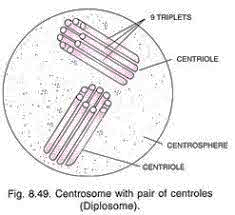 9 TRIPLETS
CENTRIOLE
CENTROSPHERE
CENTRIOLE
Fig. 8.49. Centrosome with pair of centroles
(Diplosome).